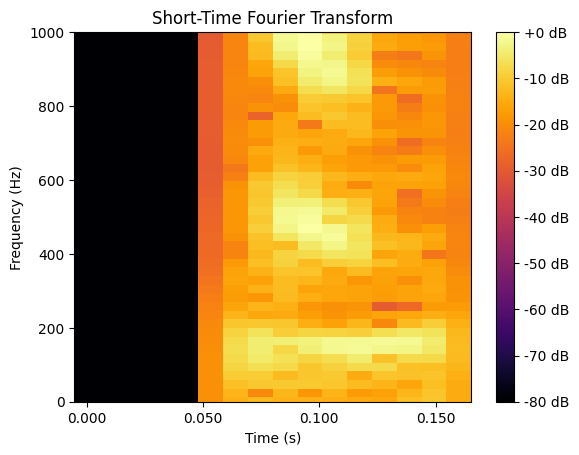 Short-Time Fourier Transform
Frequency (Hz)
1000
800
600
400
200
0
0.000
0.050
0.100
0.150
Time (s)
+0 dB
-10 dB
-20 dB
-30 dB
-40 dB
-50 dB
-60 dB
-70 dB
-80 dB